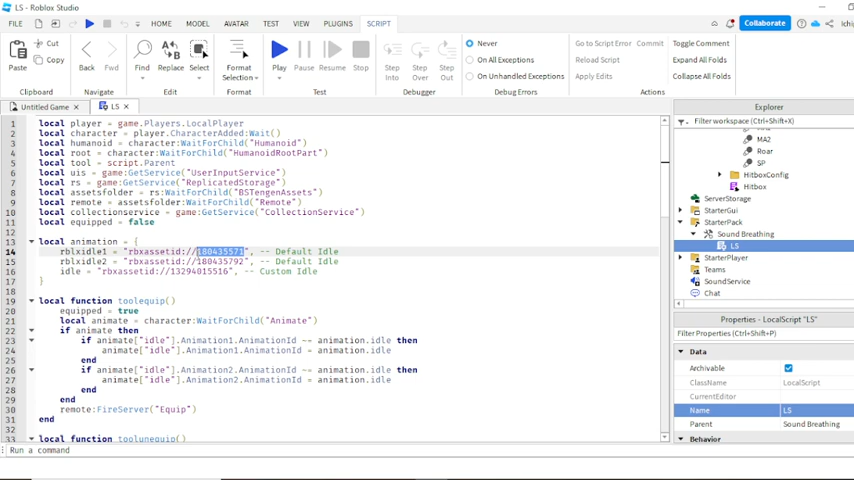 LS - Roblox Studio
FILE HOME MODEL AVATAR TEST VIEW PLUGINS SCRIPT Collaborate
Paste Cut Copy Back Fwd Find Replace Select Format Selection Play Pause Resume Stop Step Into Step Over Step Out
Never
On All Exceptions
On Unhandled Exceptions
Go to Script Error Commit Toggle Comment
Reload Script Expand All Folds
Apply Edits Collapse All Folds
Clipboard Navigate Edit Format Test Debugger Debug Errors Actions
Untitled Game LS
1 local player = game.Players.LocalPlayer
2 local character = player.CharacterAdded:Wait()
3 local humanoid = character:WaitForChild("Humanoid")
4 local root = character:WaitForChild("HumanoidRootPart")
5 local tool = script.Parent
6 local uis = game:GetService("UserInputService")
7 local rs = game:GetService("ReplicatedStorage")
8 local assetsfolder = rs:WaitForChild("BSTengenAssets")
9 local remote = assetsfolder:WaitForChild("Remote")
10 local collectionservice = game:GetService("CollectionService")
11 local equipped = false
12
13 local animation = {
14 rblxidle1 = "rbxassetid://180435571", -- Default Idle
15 rblxidle2 = "rbxassetid://180435792", -- Default Idle
16 idle = "rbxassetid://13294015516", -- Custom Idle
17 }
18
19 local function toolequip()
20 equipped = true
21 local animate = character:WaitForChild("Animate")
22 if animate then
23 if animate["idle"].Animation1.AnimationId ~= animation.idle then
24 animate["idle"].Animation1.AnimationId = animation.idle
25 end
26 if animate["idle"].Animation2.AnimationId ~= animation.idle then
27 animate["idle"].Animation2.AnimationId = animation.idle
28 end
29 end
30 remote:FireServer("Equip")
31 end
32
33 local function toolunequip()
Run a command
Explorer
Filter workspace (Ctrl+Shift+X)
MA2
Roar
SP
HitboxConfig
Hitbox
ServerStorage
StarterGui
StarterPack
Sound Breathing
LS
StarterPlayer
Teams
SoundService
Chat
Properties - LocalScript "LS"
Filter Properties (Ctrl+Shift+P)
Data
Archivable
ClassName LocalScript
CurrentEditor
Name LS
Parent Sound Breathing
Behavior